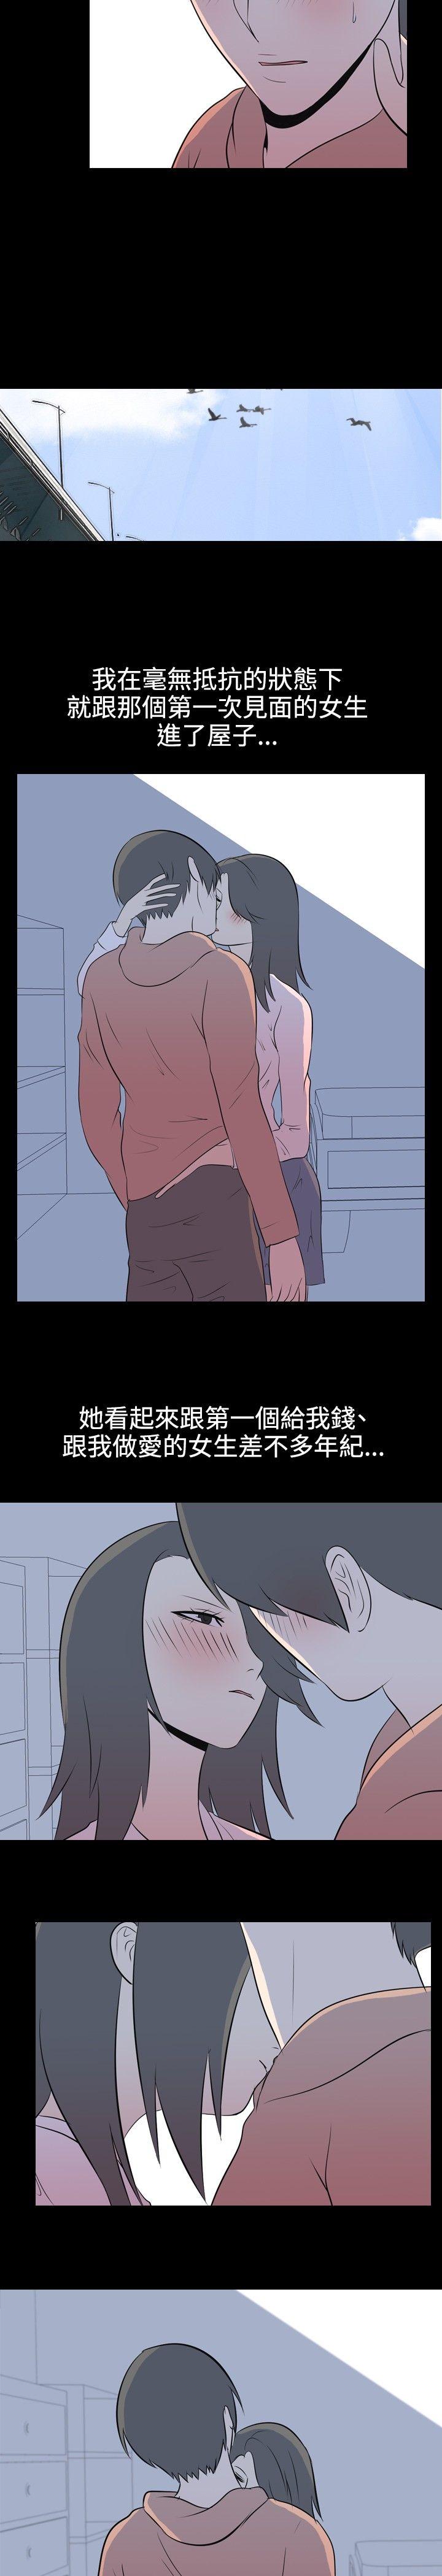 我在毫無抵抗的狀態下
就跟那個第一次見面的女生
進了屋子...
她看起來跟第一個給我錢、
跟我做愛的女生差不多年紀...